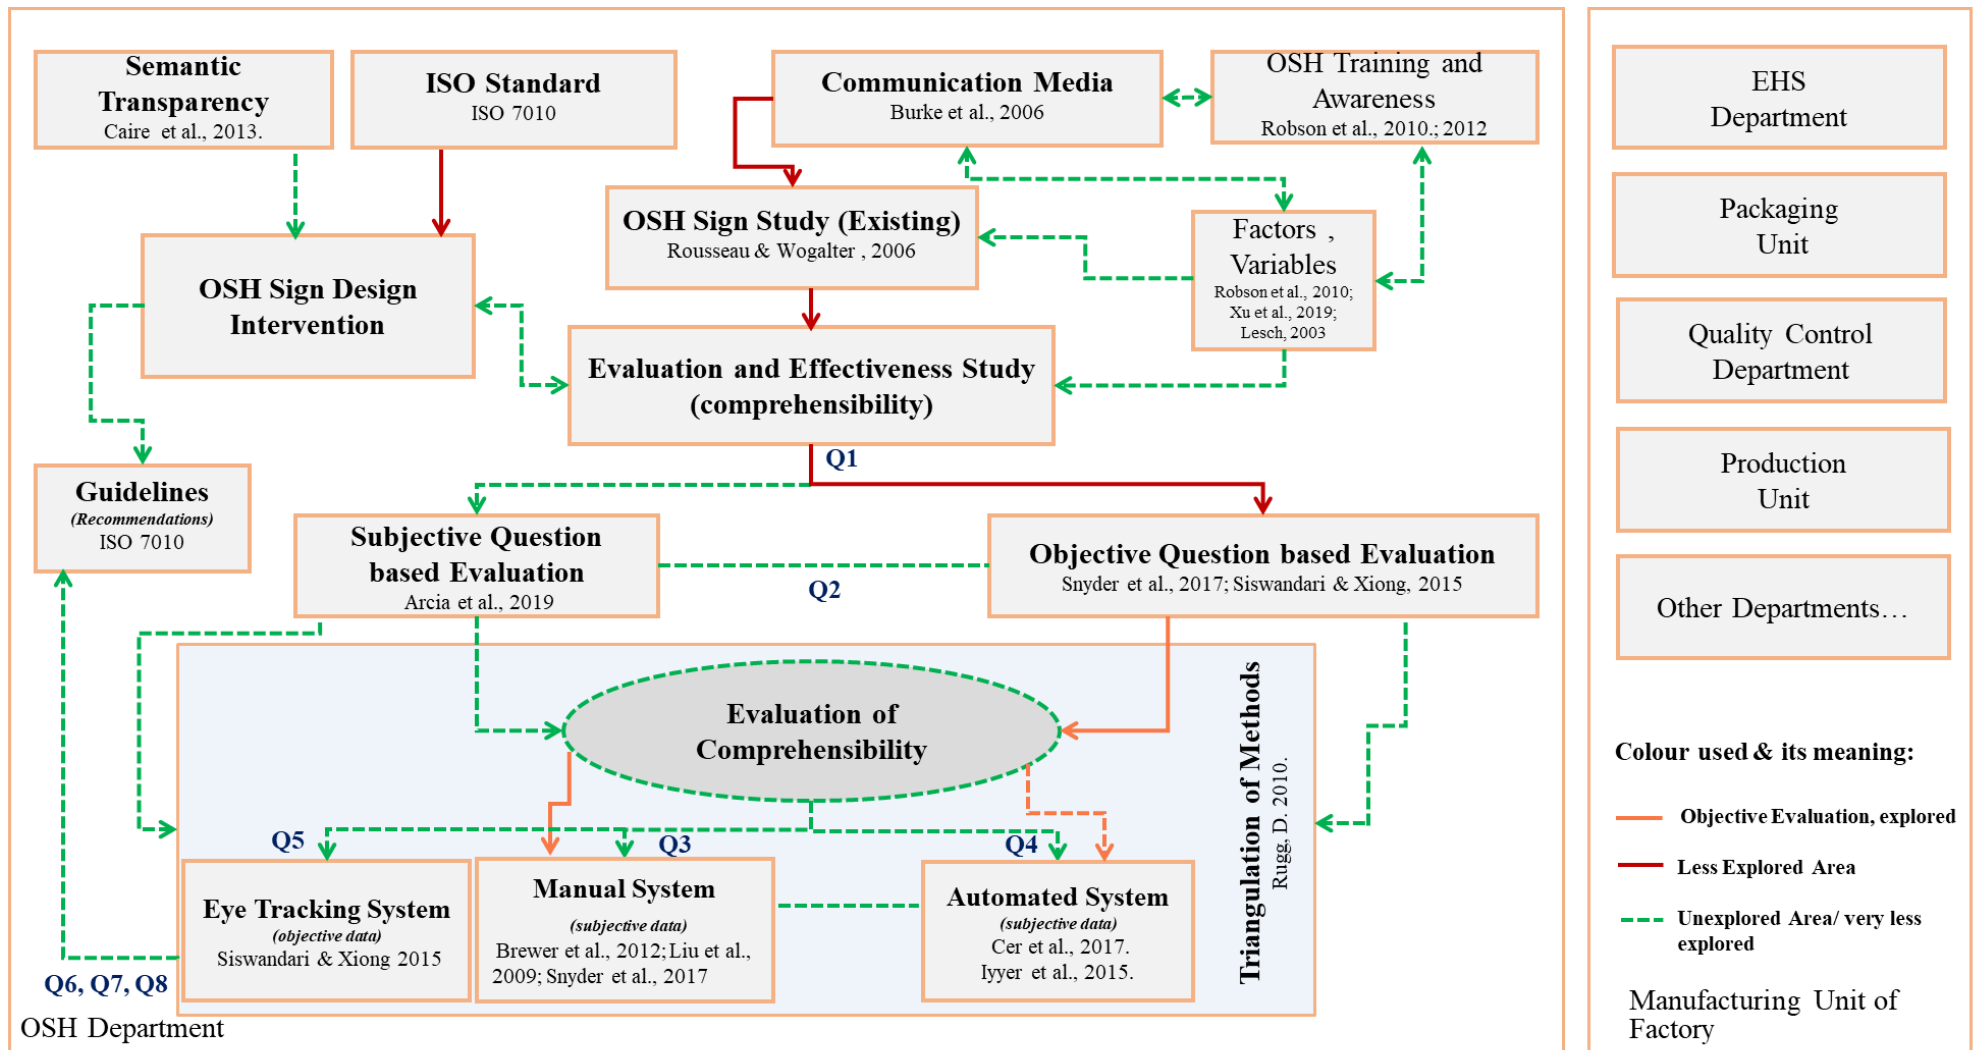 Semantic
Transparency
Caire et al., 2013.
ISO Standard
ISO 7010
Communication Media
Burke et al., 2006
OSH Training and
Awareness
Robson et al., 2010.; 2012
OSH Sign Study (Existing)
Rousseau & Wogalter , 2006
Factors ,
Variables
Robson et al., 2010;
Xu et al., 2019;
Lesch, 2003
OSH Sign Design
Intervention
Evaluation and Effectiveness Study
(comprehensibility)
Q1
Guidelines
(Recommendations)
ISO 7010
Subjective Question
based Evaluation
Arcia et al., 2019
Q2
Objective Question based Evaluation
Snyder et al., 2017; Siswandari & Xiong, 2015
Evaluation of
Comprehensibility
Triangulation of Methods
Rugg, D. 2010.
Q5
Q3
Q4
Eye Tracking System
(objective data)
Siswandari & Xiong 2015
Manual System
(subjective data)
Brewer et al., 2012; Liu et al.,
2009; Snyder et al., 2017
Automated System
(subjective data)
Cer et al., 2017.
Iyyer et al., 2015.
Q6, Q7, Q8
OSH Department
EHS
Department
Packaging
Unit
Quality Control
Department
Production
Unit
Other Departments…
Colour used & its meaning:
Objective Evaluation, explored
Less Explored Area
Unexplored Area/ very less
explored
Manufacturing Unit of
Factory